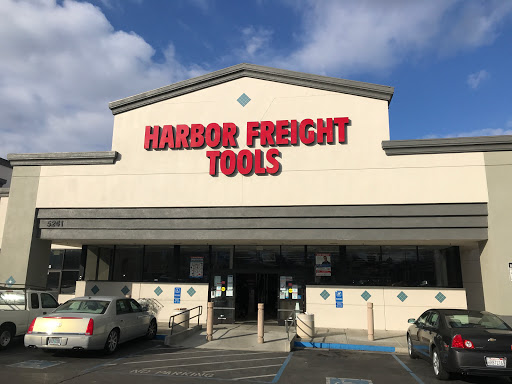 HARBOR FREIGHT
TOOLS
5261
NO PARKING